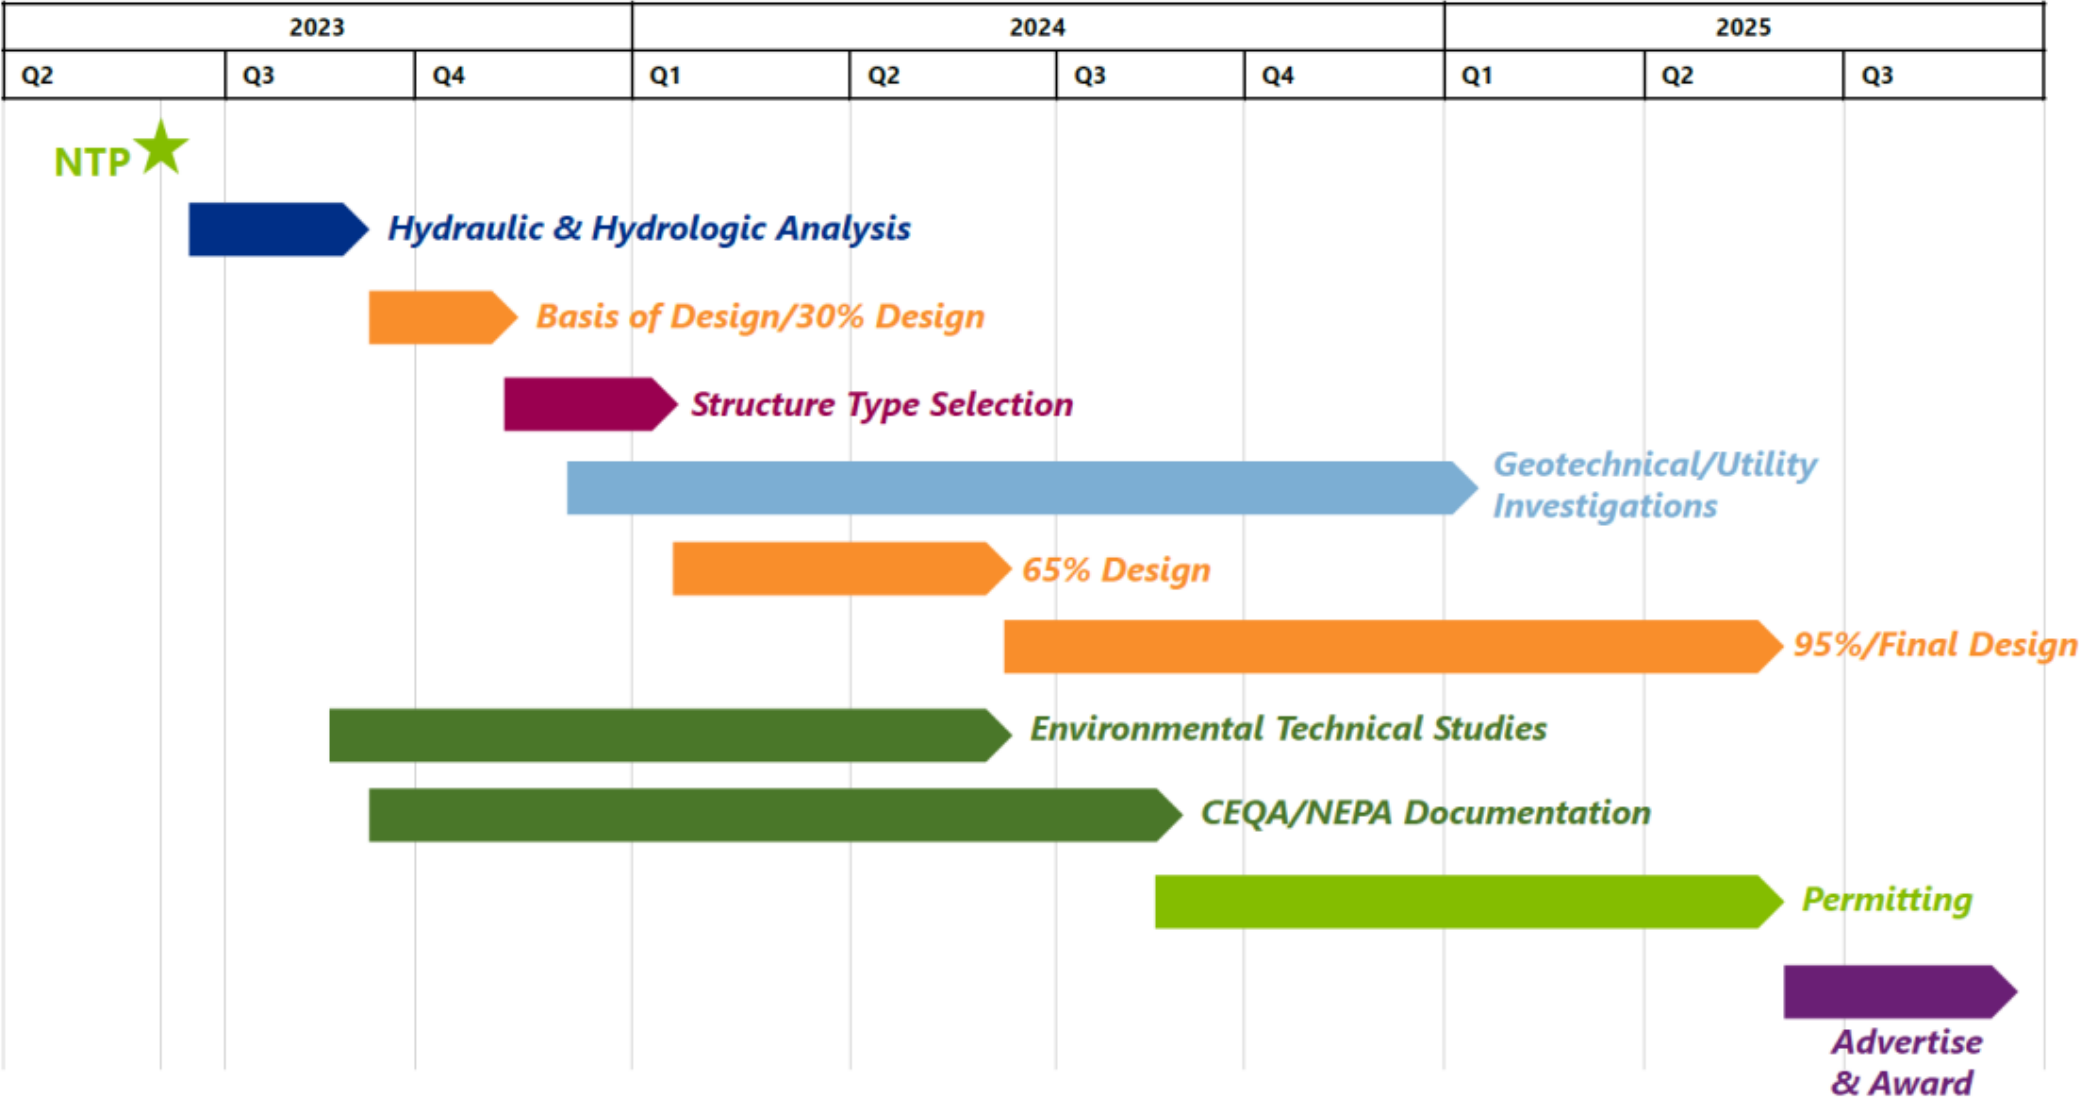 2023 2024 2025
Q2 Q3 Q4 Q1 Q2 Q3 Q4 Q1 Q2 Q3
NTP
Hydraulic & Hydrologic Analysis
Basis of Design/30% Design
Structure Type Selection
Geotechnical/Utility
Investigations
65% Design
95%/Final Design
Environmental Technical Studies
CEQA/NEPA Documentation
Permitting
Advertise
& Award